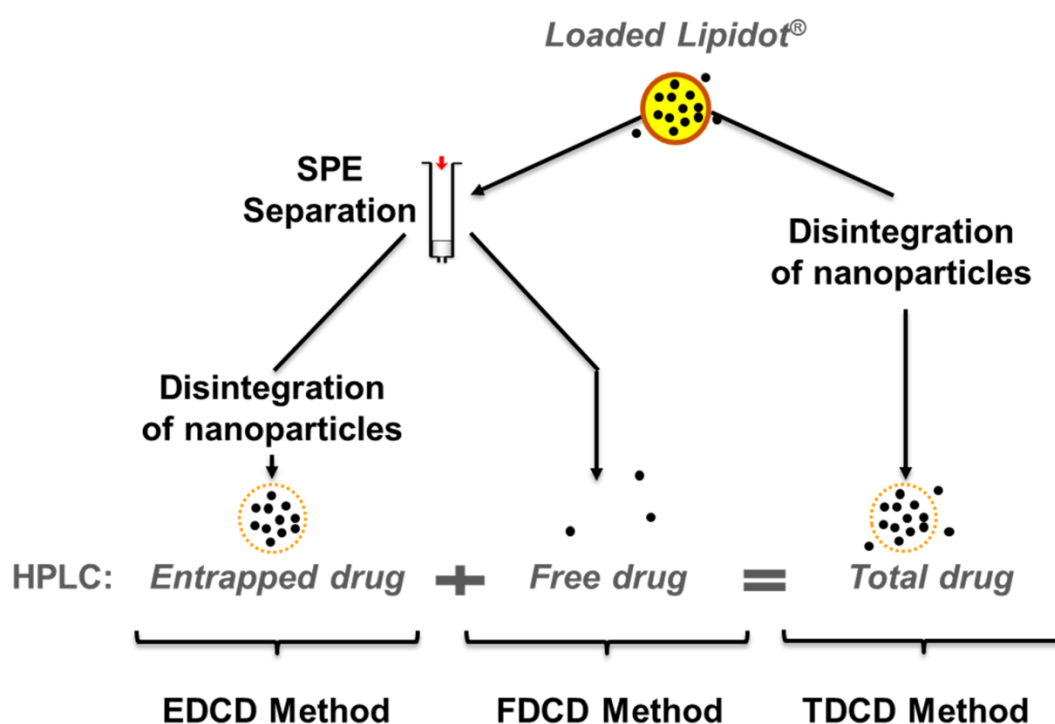 Loaded Lipidot®
SPE
Separation
Disintegration
of nanoparticles
Disintegration
of nanoparticles
HPLC: Entrapped drug + Free drug = Total drug
EDCD Method FDCD Method TDCD Method